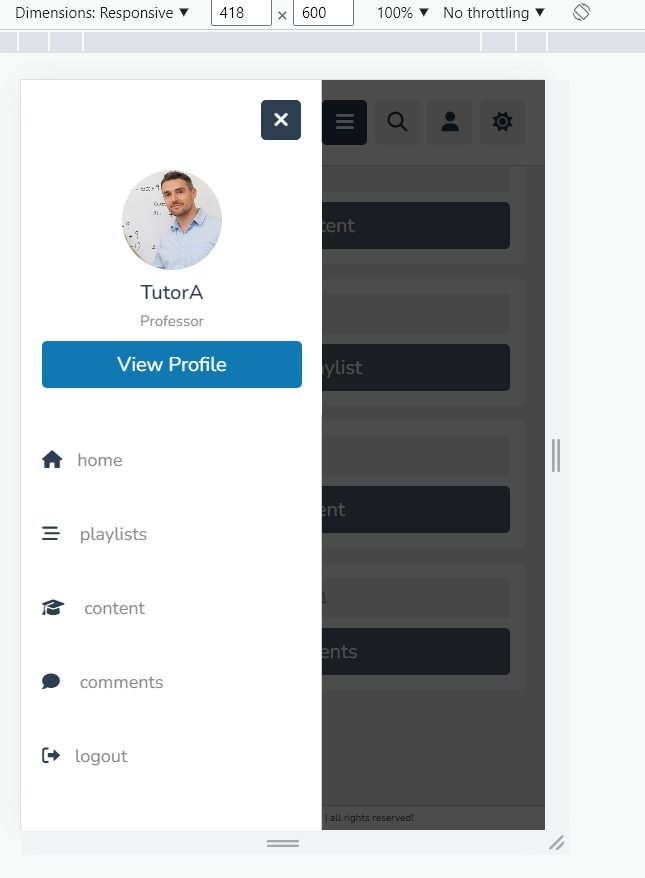 Dimensions: Responsive ▼ 418 × 600 100% ▼ No throttling ▼
TutorA
Professor
View Profile
home
playlists
content
comments
logout
tent
ylist
ent
1
ents
| all rights reserved!